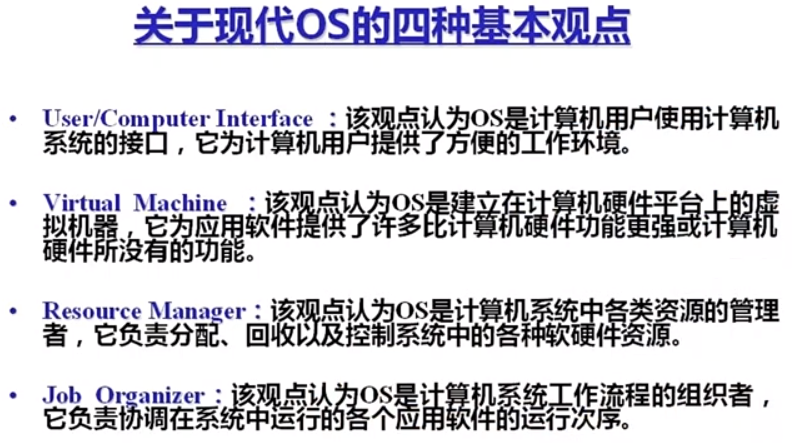 关于现代OS的四种基本观点
• User/Computer Interface ：该观点认为OS是计算机用户使用计算机
系统的接口，它为计算机用户提供了方便的工作环境。
• Virtual Machine ：该观点认为OS是建立在计算机硬件平台上的虚
拟机器，它为应用软件提供了许多比计算机硬件功能更强或计算机
硬件所没有的功能。
• Resource Manager：该观点认为OS是计算机系统中各类资源的管理
者，它负责分配、回收以及控制系统中的各种软硬件资源。
• Job Organizer：该观点认为OS是计算机系统工作流程的组织者，
它负责协调在系统中运行的各个应用软件的运行次序。